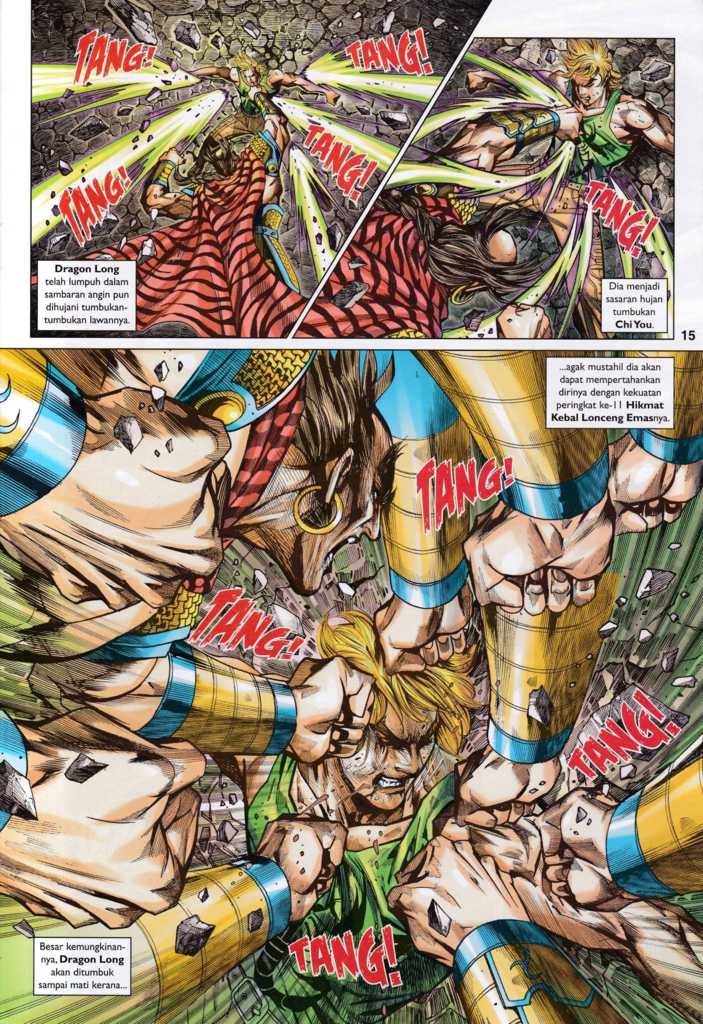 TANG!
TANG!
TANG!
TANG!
Dragon Long
telah lumpuh dalam
sambaran angin pun
dihujani tumbukan-
tumbukan lawannya.
TANG!
Dia menjadi
sasaran hujan
tumbukan
Chi You.
15
...agak mustahil dia akan
dapat mempertahankan
dirinya dengan kekuatan
peringkat ke-11 Hikmat
Kebal Lonceng Emasnya.
TANG!
TANG!
TANG!
TANG!
Besar kemungkinan-
nya, Dragon Long
akan ditumbuk
sampai mati kerana...